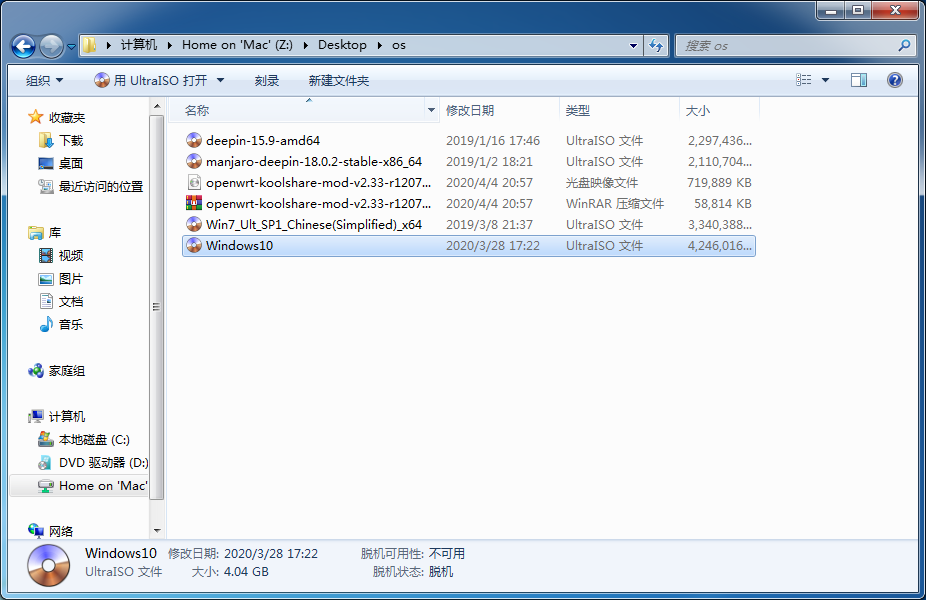 计算机 Home on 'Mac' (Z:) Desktop os
搜索 os
组织 用 UltraISO 打开 刻录 新建文件夹
收藏夹
下载
桌面
最近访问的位置
库
视频
图片
文档
音乐
家庭组
计算机
本地磁盘 (C:)
DVD 驱动器 (D:)
Home on 'Mac'
网络
名称 修改日期 类型 大小
deepin-15.9-amd64 2019/1/16 17:46 UltraISO 文件 2,297,436...
manjaro-deepin-18.0.2-stable-x86_64 2019/1/2 18:21 UltraISO 文件 2,110,704...
openwrt-koolshare-mod-v2.33-r1207... 2020/4/4 20:57 光盘映像文件 719,889 KB
openwrt-koolshare-mod-v2.33-r1207... 2020/4/4 20:57 WinRAR 压缩文件 58,814 KB
Win7_Ult_SP1_Chinese(Simplified)_x64 2019/3/8 21:37 UltraISO 文件 3,340,388...
Windows10 2020/3/28 17:22 UltraISO 文件 4,246,016...
Windows10 修改日期: 2020/3/28 17:22 脱机可用性: 不可用
UltraISO 文件 大小: 4.04 GB 脱机状态: 脱机